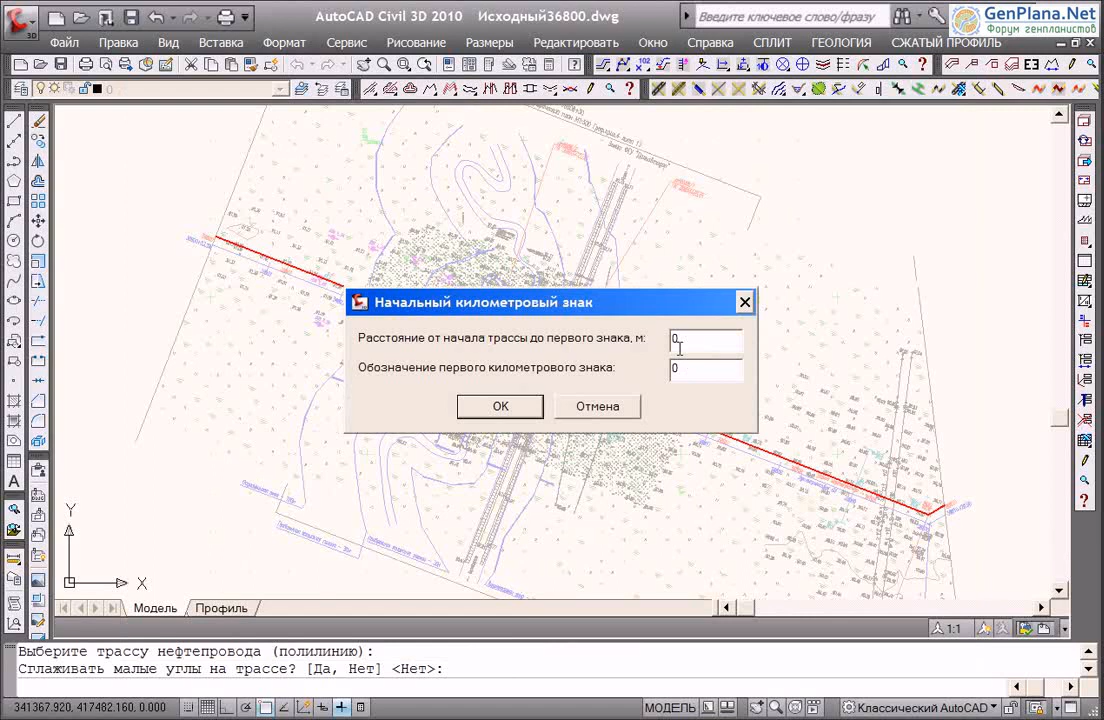 AutoCAD Civil 3D 2010 Исходный36800.dwg
Введите ключевое слово/фразу
GenPlana.Net
Форум генпланистов
3D
Файл Правка Вид Вставка Формат Сервис Рисование Размеры Редактировать Окно Справка СПЛИТ ГЕОЛОГИЯ СЖАТЫЙ ПРОФИЛЬ
0
Начальный километровый знак
Расстояние от начала трассы до первого знака, м: 0
Обозначение первого километрового знака: 0
OK Отмена
Y
X
Модель Профиль
1:1
Выберите трассу нефтепровода (полилинию):
Сглаживать малые углы на трассе? [Да, Нет] <Нет>:
341367.920, 417482.160, 0.000
МОДЕЛЬ
Классический AutoCAD